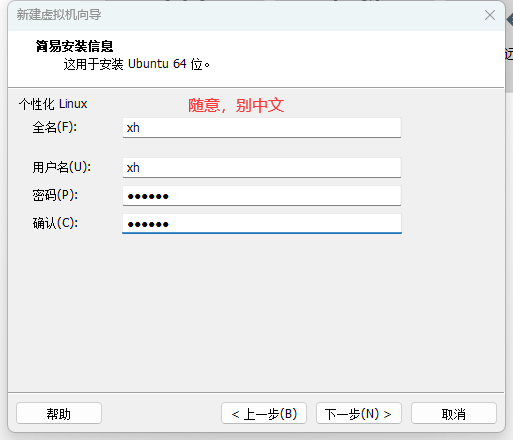 新建虚拟机向导
简易安装信息
这用于安装 Ubuntu 64 位。
远
个性化 Linux
随意，别中文
全名(F):
xh
用户名(U):
xh
密码(P):
●●●●●●
确认(C):
●●●●●●
帮助
< 上一步(B)
下一步(N) >
取消